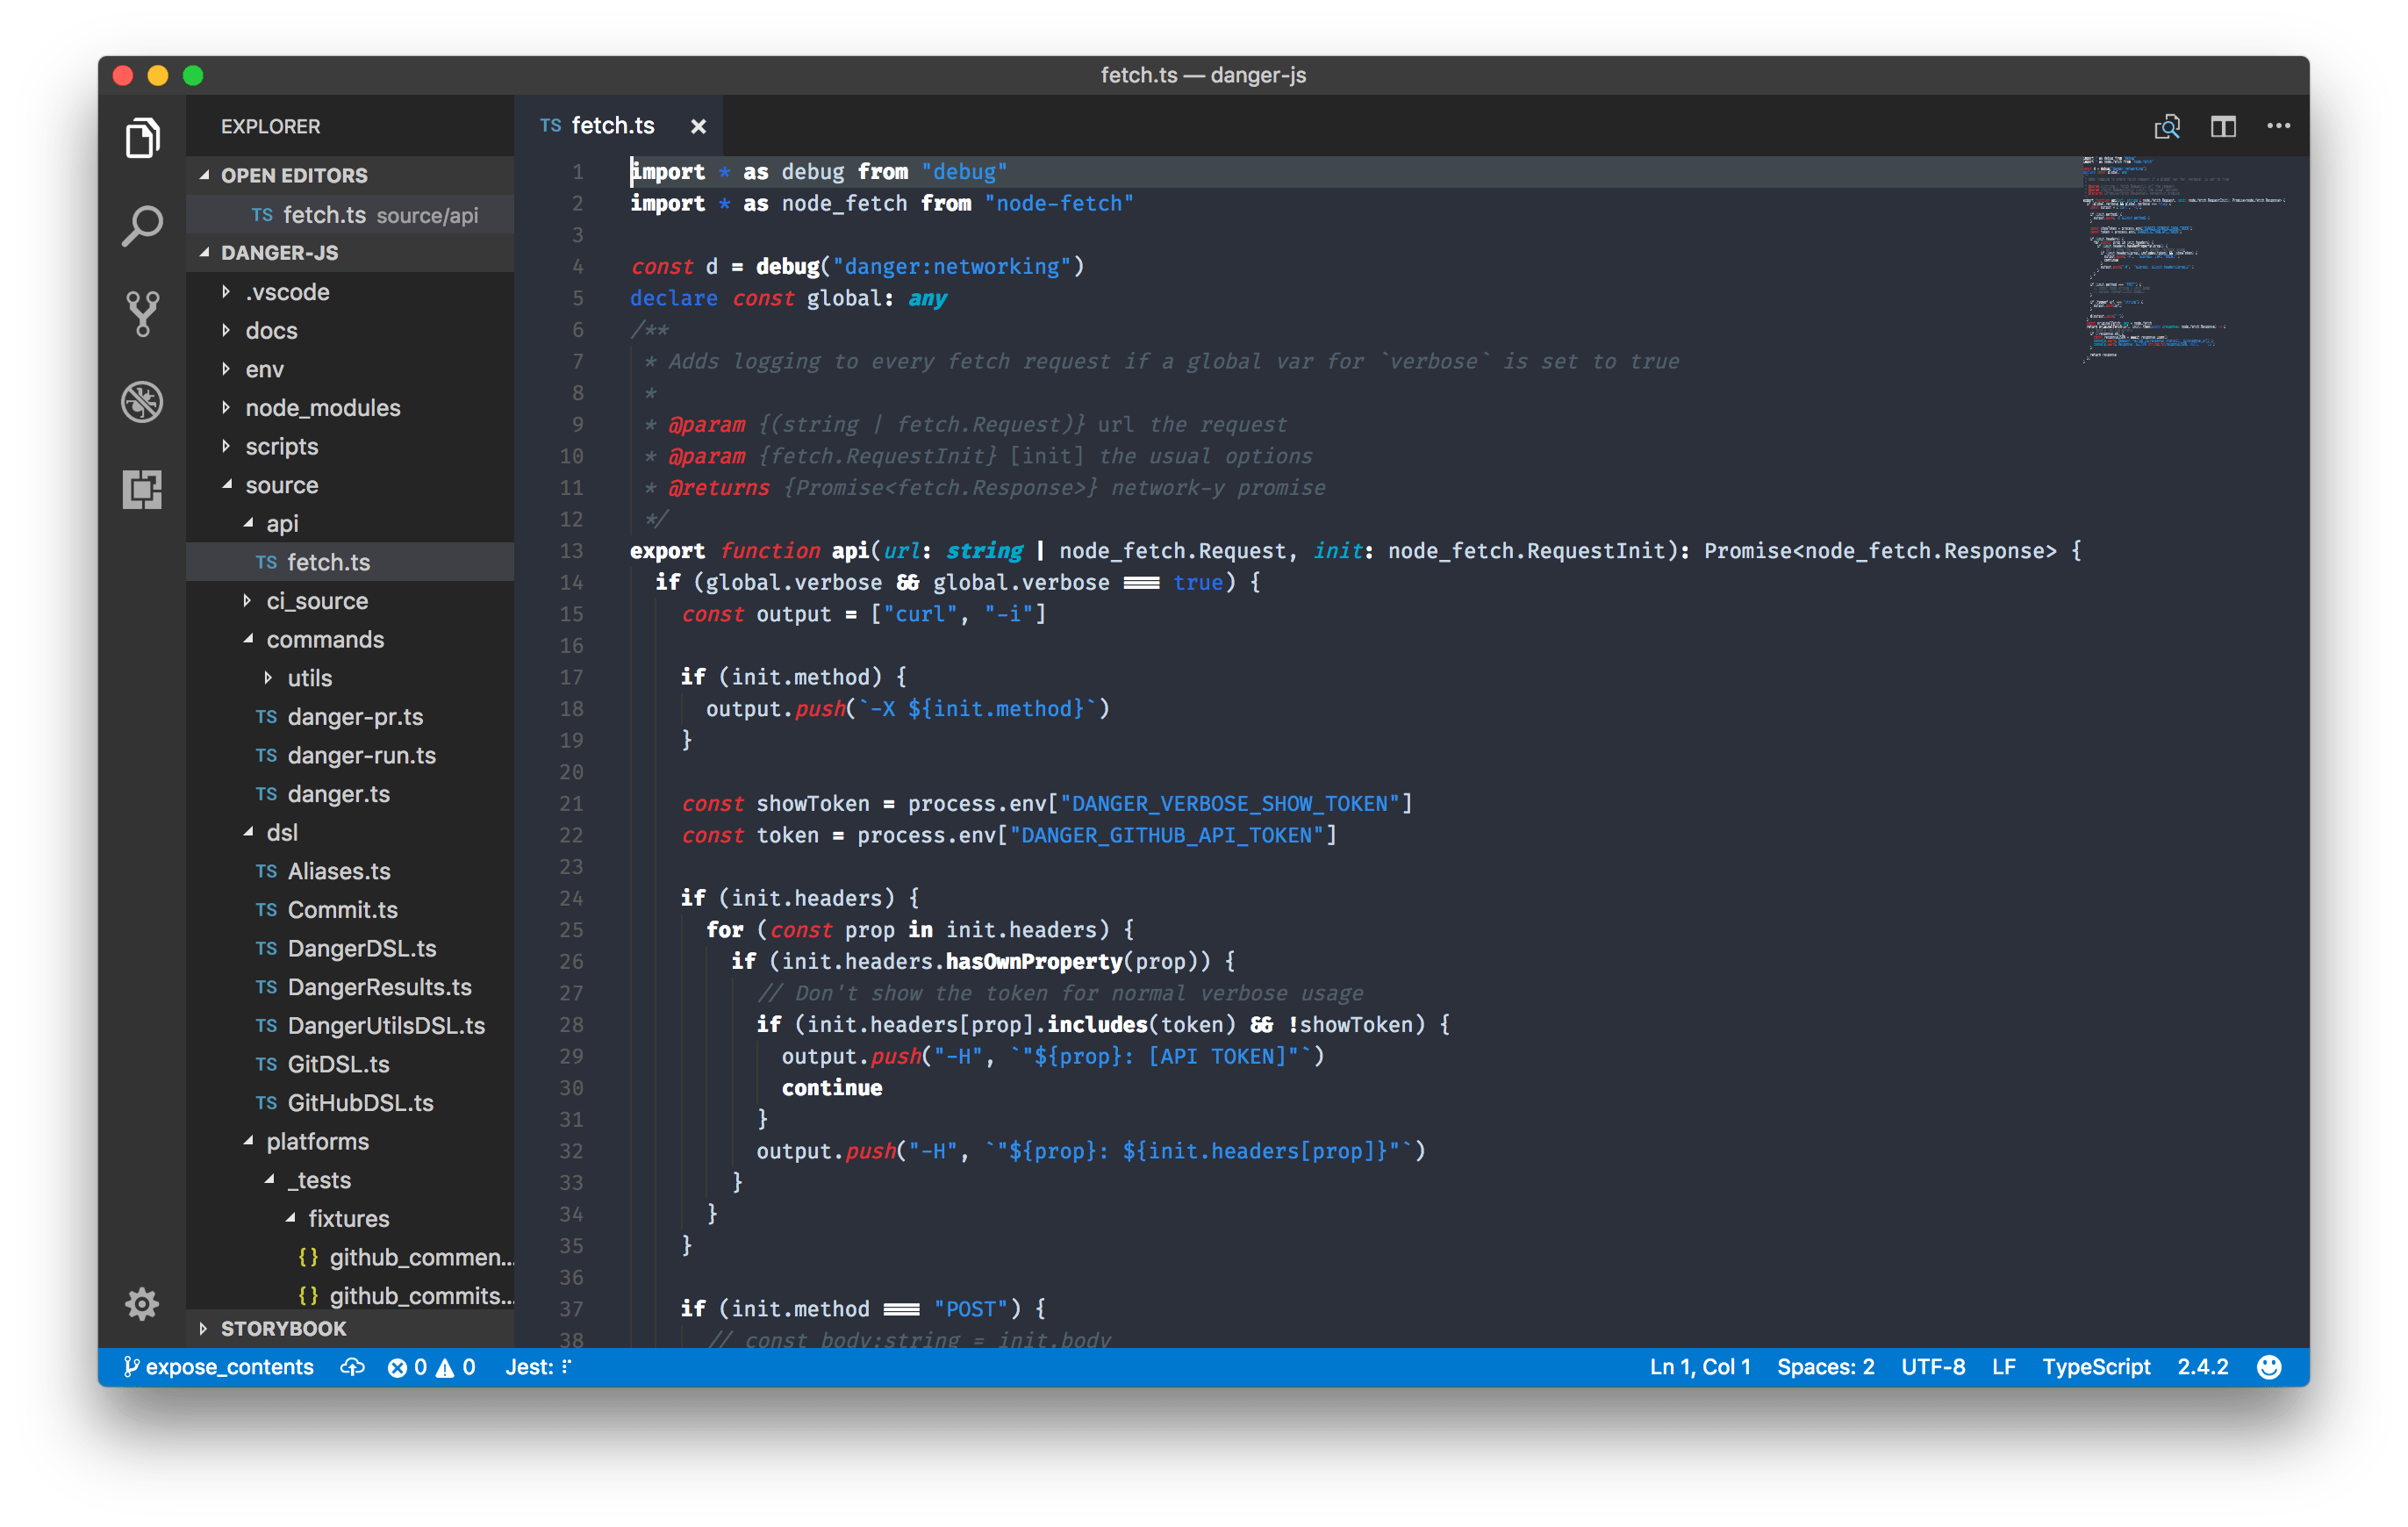 fetch.ts — danger-js
EXPLORER
OPEN EDITORS
TS fetch.ts source/api
DANGER-JS
.vscode
docs
env
node_modules
scripts
source
api
TS fetch.ts
ci_source
commands
utils
TS danger-pr.ts
TS danger-run.ts
TS danger.ts
dsl
TS Aliases.ts
TS Commit.ts
TS DangerDSL.ts
TS DangerResults.ts
TS DangerUtilsDSL.ts
TS GitDSL.ts
TS GitHubDSL.ts
platforms
_tests
fixtures
{} github_commen...
{} github_commits...
STORYBOOK
TS fetch.ts ×
1 import * as debug from "debug"
2 import * as node_fetch from "node-fetch"
3
4 const d = debug("danger:networking")
5 declare const global: any
6 /**
7 * Adds logging to every fetch request if a global var for `verbose` is set to true
8 *
9 * @param {(string | fetch.Request)} url the request
10 * @param {fetch.RequestInit} [init] the usual options
11 * @returns {Promise<fetch.Response>} network-y promise
12 */
13 export function api(url: string | node_fetch.Request, init: node_fetch.RequestInit): Promise<node_fetch.Response> {
14 if (global.verbose && global.verbose === true) {
15 const output = ["curl", "-i"]
16
17 if (init.method) {
18 output.push(`-X ${init.method}`)
19 }
20
21 const showToken = process.env["DANGER_VERBOSE_SHOW_TOKEN"]
22 const token = process.env["DANGER_GITHUB_API_TOKEN"]
23
24 if (init.headers) {
25 for (const prop in init.headers) {
26 if (init.headers.hasOwnProperty(prop)) {
27 // Don't show the token for normal verbose usage
28 if (init.headers[prop].includes(token) && !showToken) {
29 output.push("-H", `"${prop}: [API TOKEN]"`)
30 continue
31 }
32 output.push("-H", `"${prop}: ${init.headers[prop]}"`)
33 }
34 }
35 }
36
37 if (init.method === "POST") {
38 // const body:string = init.body
expose_contents 0 0 Jest:
Ln 1, Col 1 Spaces: 2 UTF-8 LF TypeScript 2.4.2